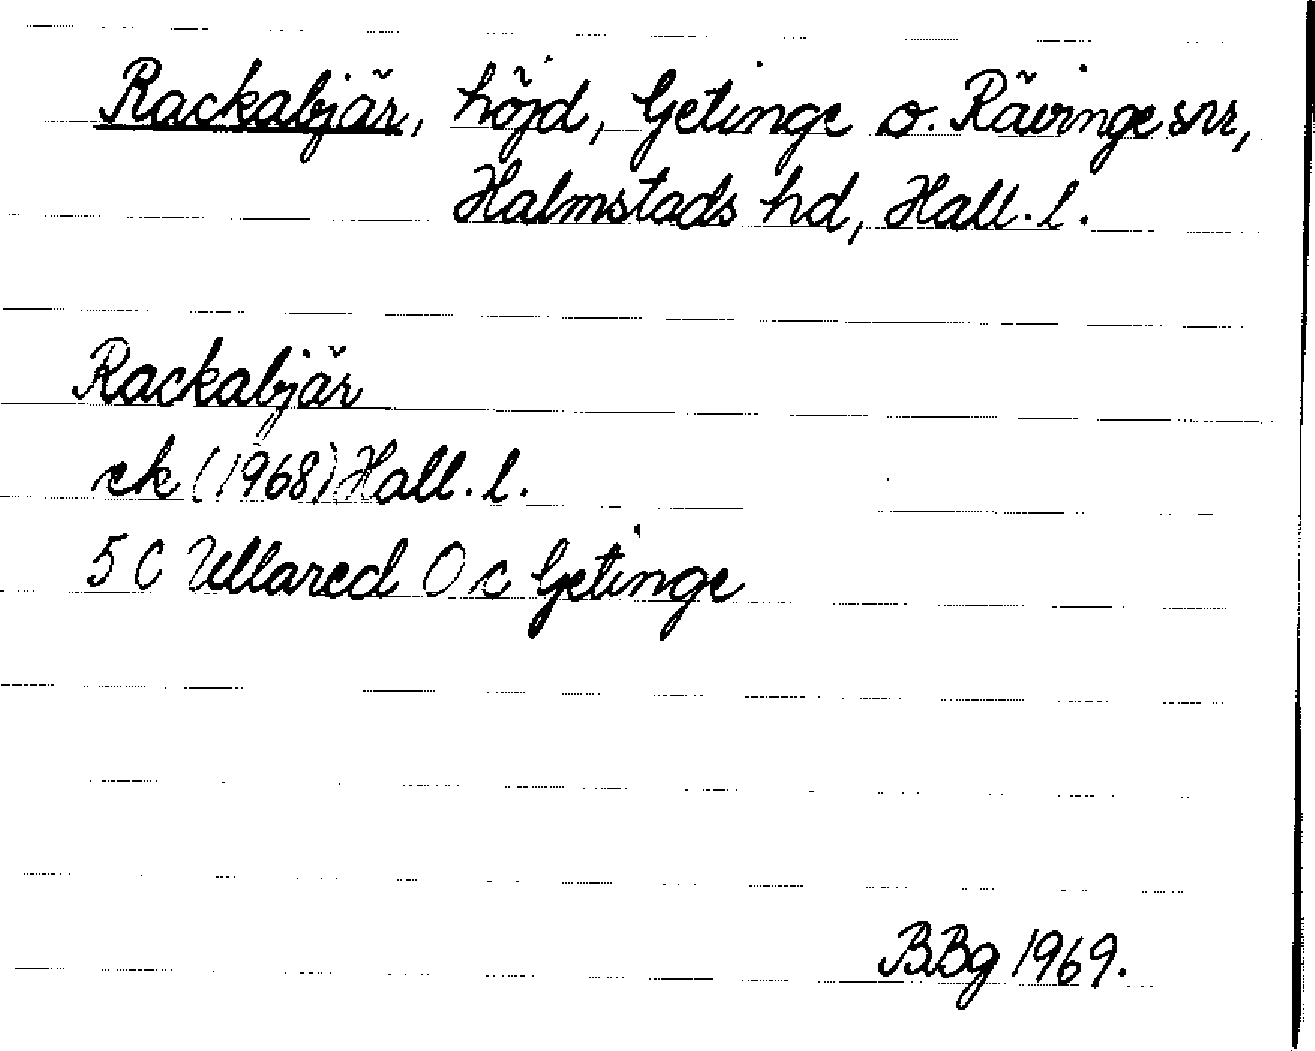 Rackabjär, höjd, Getinge o. Rävinge snr,
Halmstads hd, Hall. l.
Rackabjär
ek (1968) Hall. l.
5 C Ullared O c Getinge
BBg 1969.